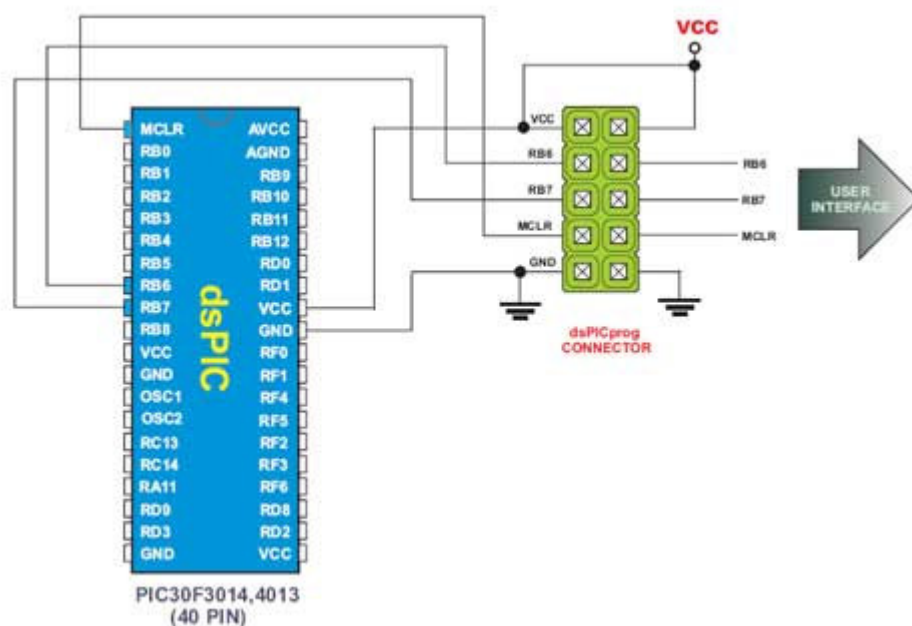 VCC
VCC
RB6
RB7
MCLR
GND
RB6
RB7
MCLR
USER
INTERFACE
dsPICprog
CONNECTOR
MCLR
RB0
RB1
RB2
RB3
RB4
RB5
RB6
RB7
RB8
VCC
GND
OSC1
OSC2
RC13
RC14
RA11
RD9
RD3
GND
dsPIC
AVCC
AGND
RB9
RB10
RB11
RB12
RD0
RD1
VCC
GND
RF0
RF1
RF4
RF5
RF2
RF3
RF6
RD8
RD2
VCC
PIC30F3014,4013
(40 PIN)